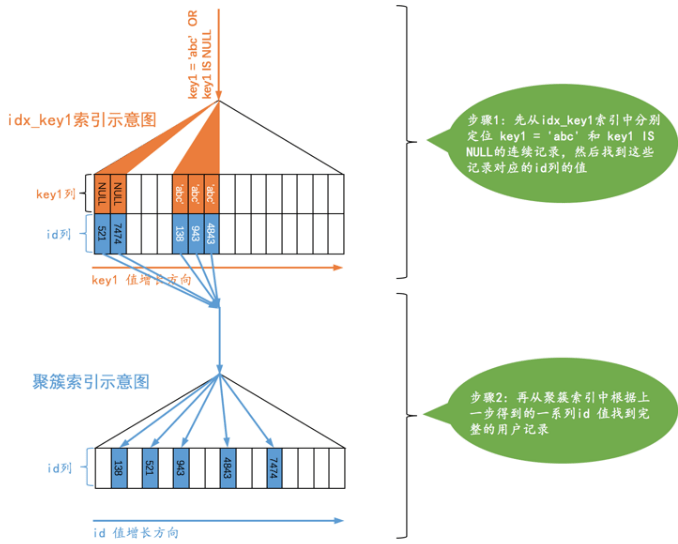 key1 = 'abc' OR
key1 IS NULL
idx_key1索引示意图
步骤1: 先从idx_key1索引中分别
定位 key1 = 'abc' 和 key1 IS
NULL的连续记录, 然后找到这些
记录对应的id列的值
key1列
NULL
NULL
'abc'
'abc'
'abc'
id列
521
7474
138
943
4843
key1 值增长方向
聚簇索引示意图
步骤2: 再从聚簇索引中根据上
一步得到的一系列id 值找到完
整的用户记录
id列
138
521
943
4843
7474
id 值增长方向